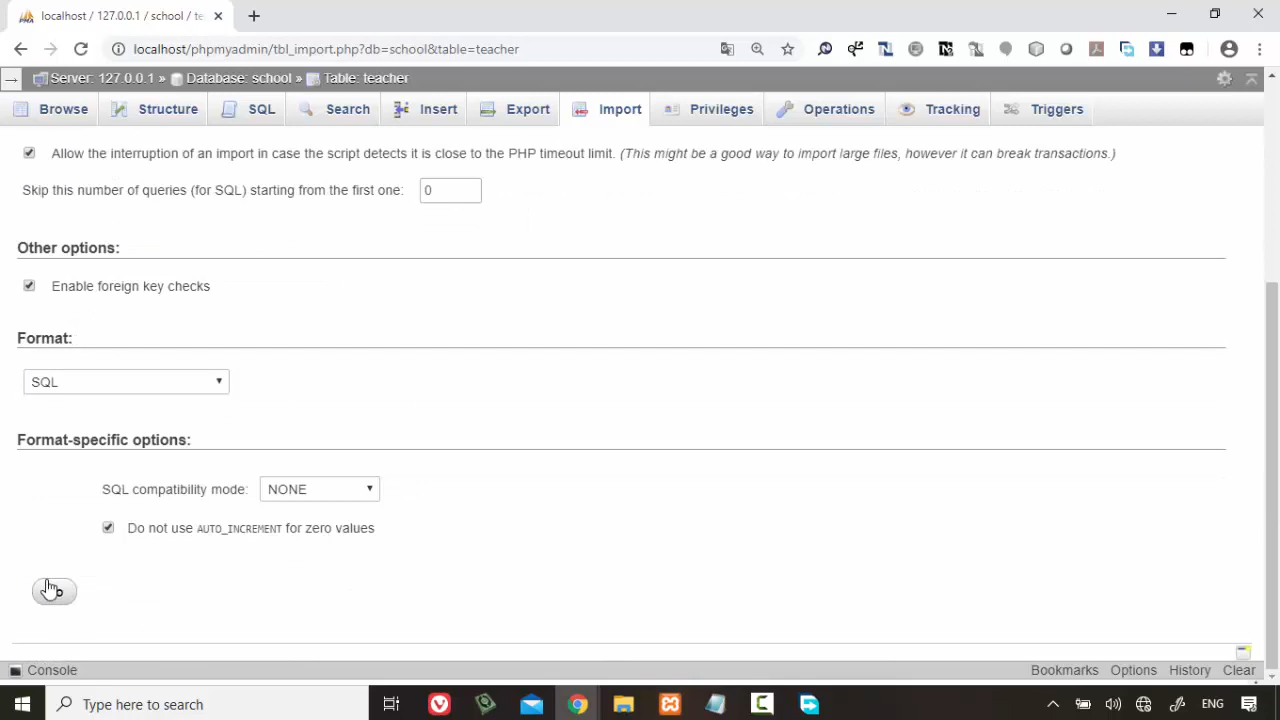 localhost / 127.0.0.1 / school / te
localhost/phpmyadmin/tbl_import.php?db=school&table=teacher
Server: 127.0.0.1 » Database: school » Table: teacher
Browse Structure SQL Search Insert Export Import Privileges Operations Tracking Triggers
Allow the interruption of an import in case the script detects it is close to the PHP timeout limit. (This might be a good way to import large files, however it can break transactions.)
Skip this number of queries (for SQL) starting from the first one: 0
Other options:
Enable foreign key checks
Format:
SQL
Format-specific options:
SQL compatibility mode: NONE
Do not use AUTO_INCREMENT for zero values
Console Bookmarks Options History Clear
Type here to search ENG